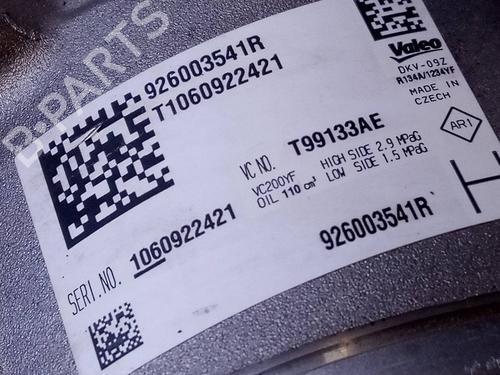 B-PARTS
926003541R
T1060922421
Valeo
DKV-09Z
R134A/1234YF
MADE IN
CZECH
AR1
VC NO. T99133AE
VC200YF HIGH SIDE 2.9 MPaG
OIL 110 cm³ LOW SIDE 1.5 MPaG
SERI.NO. 1060922421
926003541R
H